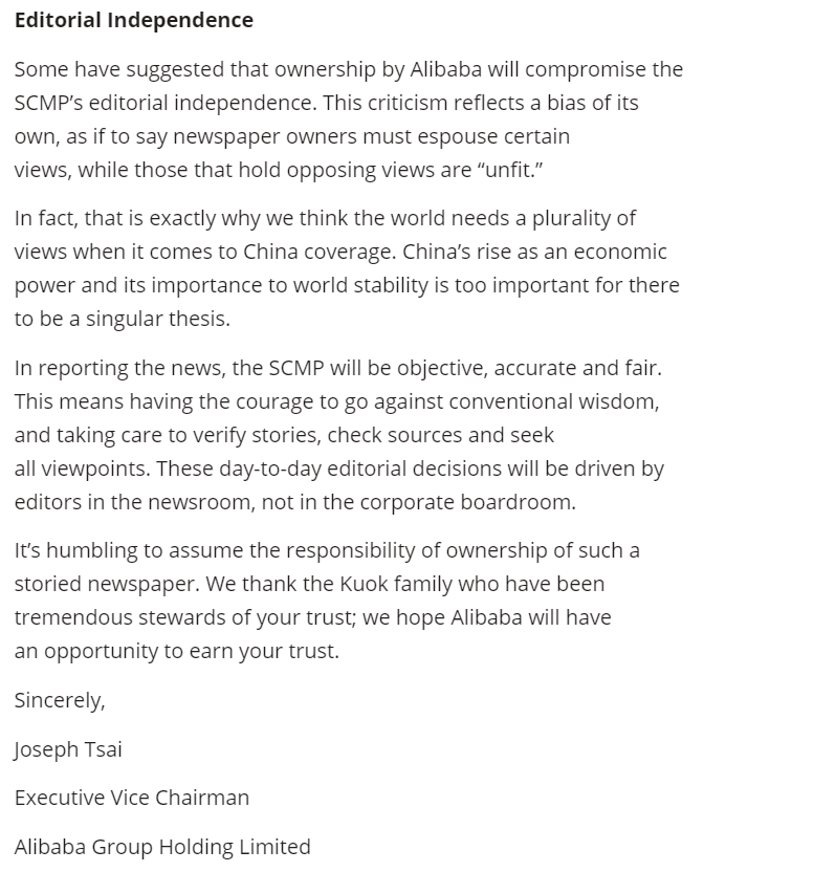 Editorial Independence
Some have suggested that ownership by Alibaba will compromise the
SCMP’s editorial independence. This criticism reflects a bias of its
own, as if to say newspaper owners must espouse certain
views, while those that hold opposing views are “unfit.”
In fact, that is exactly why we think the world needs a plurality of
views when it comes to China coverage. China’s rise as an economic
power and its importance to world stability is too important for there
to be a singular thesis.
In reporting the news, the SCMP will be objective, accurate and fair.
This means having the courage to go against conventional wisdom,
and taking care to verify stories, check sources and seek
all viewpoints. These day-to-day editorial decisions will be driven by
editors in the newsroom, not in the corporate boardroom.
It’s humbling to assume the responsibility of ownership of such a
storied newspaper. We thank the Kuok family who have been
tremendous stewards of your trust; we hope Alibaba will have
an opportunity to earn your trust.
Sincerely,
Joseph Tsai
Executive Vice Chairman
Alibaba Group Holding Limited